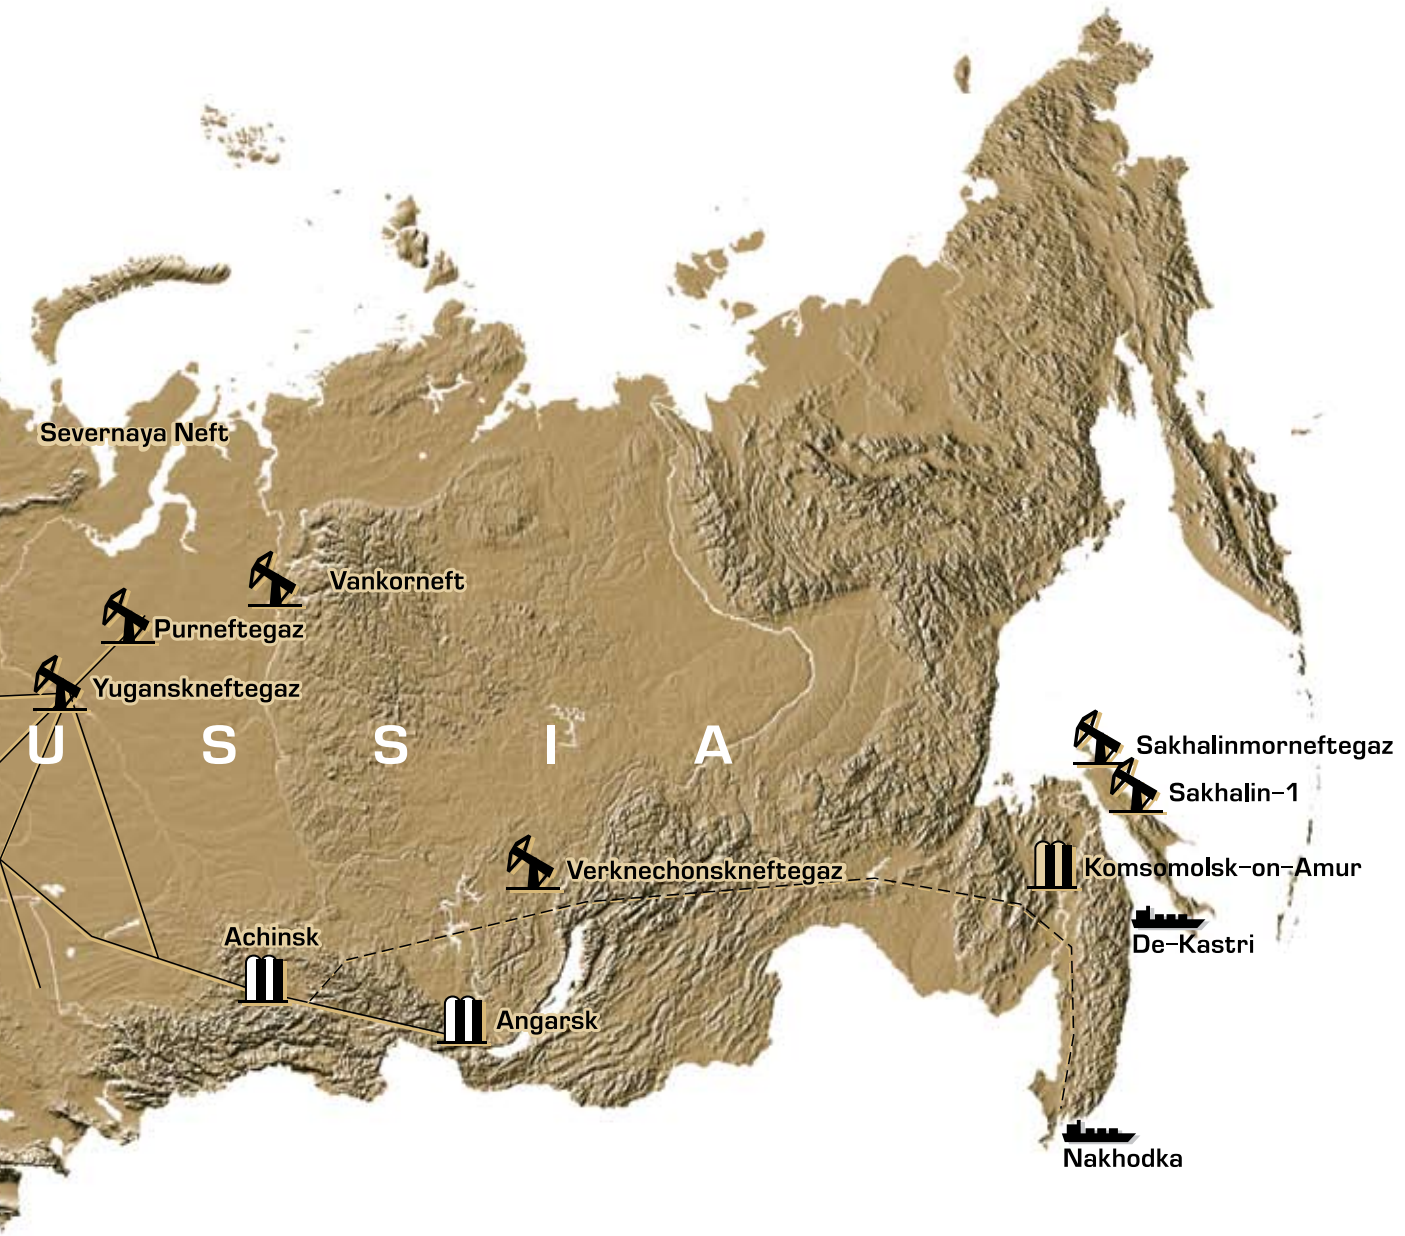 Severnaya Neft
Vankorneft
Purneftegaz
Yuganskneftegaz
U S S I A
Sakhalinmorneftegaz
Sakhalin-1
Verknechonskneftegaz
Komsomolsk-on-Amur
De-Kastri
Achinsk
Angarsk
Nakhodka